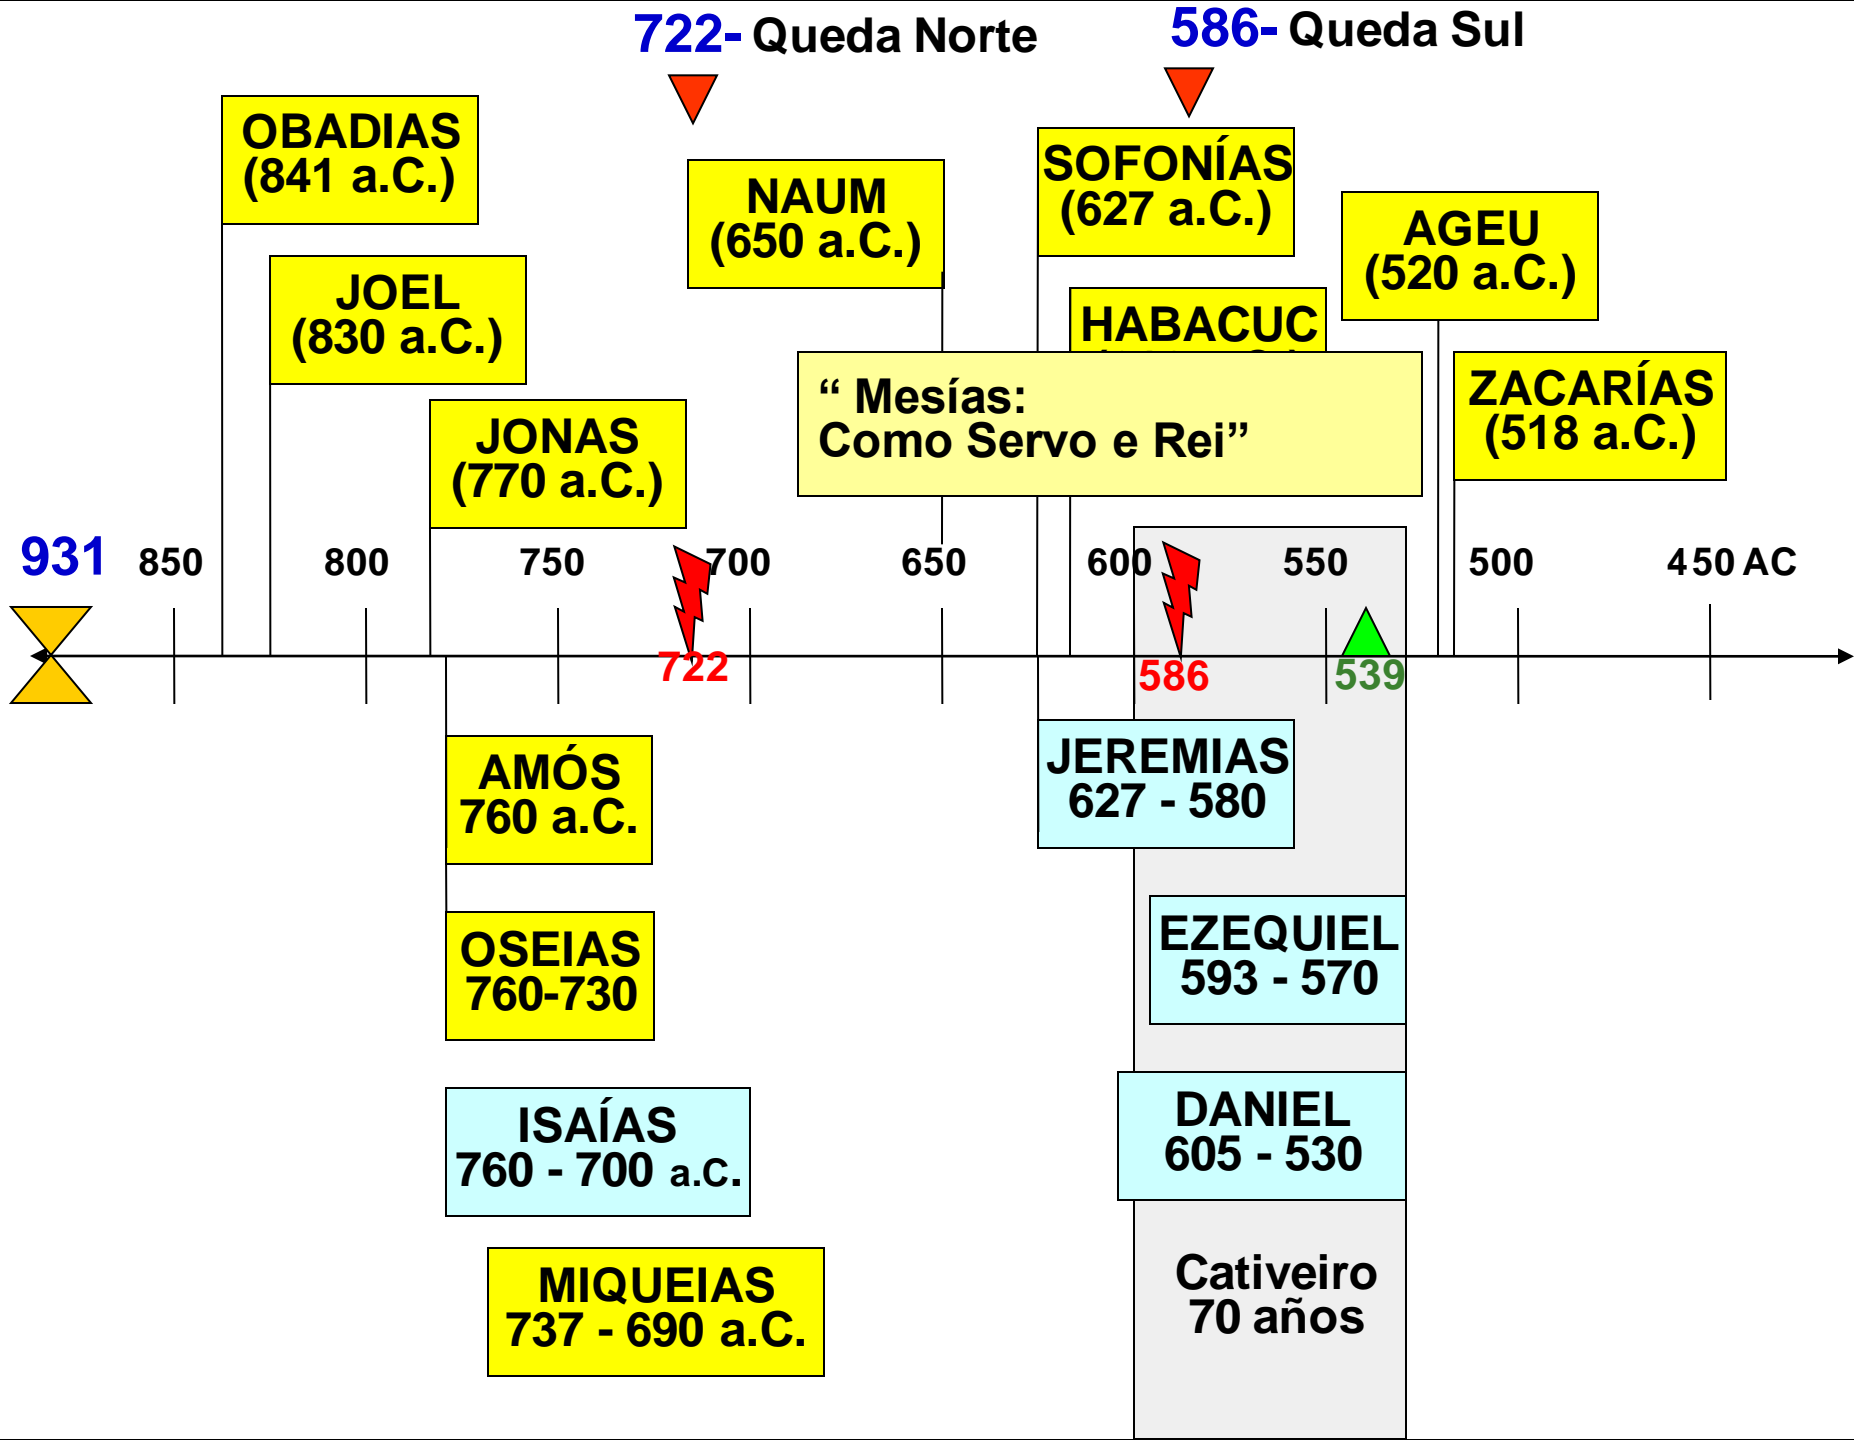 722- Queda Norte
586- Queda Sul
OBADIAS
(841 a.C.)
JOEL
(830 a.C.)
JONAS
(770 a.C.)
NAUM
(650 a.C.)
SOFONÍAS
(627 a.C.)
HABACUC
AGEU
(520 a.C.)
ZACARÍAS
(518 a.C.)
“ Mesías:
Como Servo e Rei”
931 850 800 750 700 650 600 550 500 450 AC
722 586 539
AMÓS
760 a.C.
OSEIAS
760-730
ISAÍAS
760 - 700 a.C.
MIQUEIAS
737 - 690 a.C.
JEREMIAS
627 - 580
EZEQUIEL
593 - 570
DANIEL
605 - 530
Cativeiro
70 años